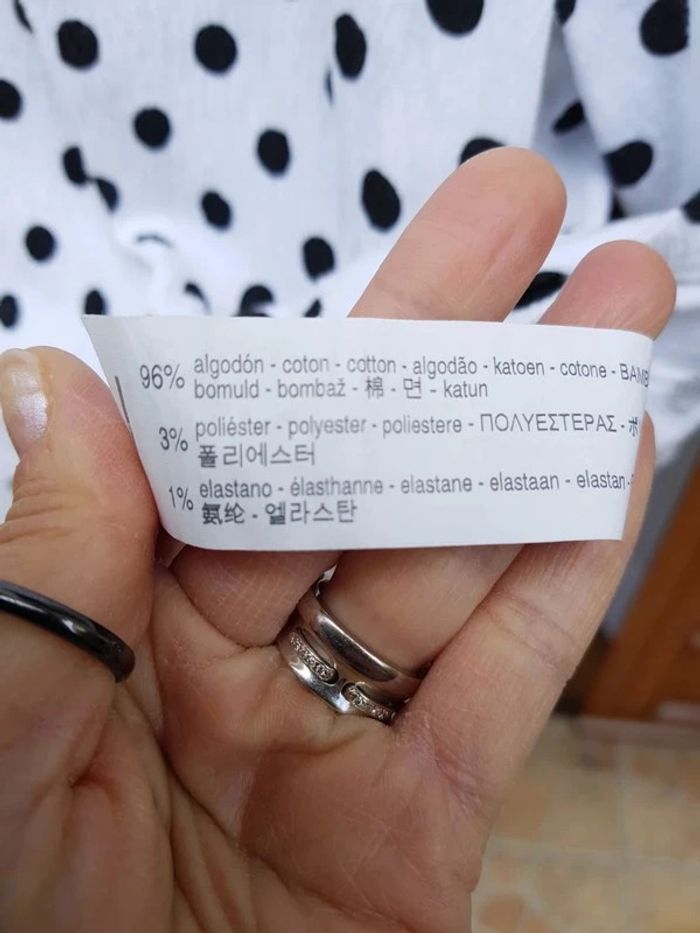 96% algodón - coton - cotton - algodão - katoen - cotone -
bomuld - bombaž - 棉 - 면 - katun
3% poliéster - polyester - poliestere - ΠΟΛΥΕΣΤΕΡΑΣ -
폴리에스터
1% elastano - élasthanne - elastane - elastaan - elastan -
氨纶 - 엘라스탄